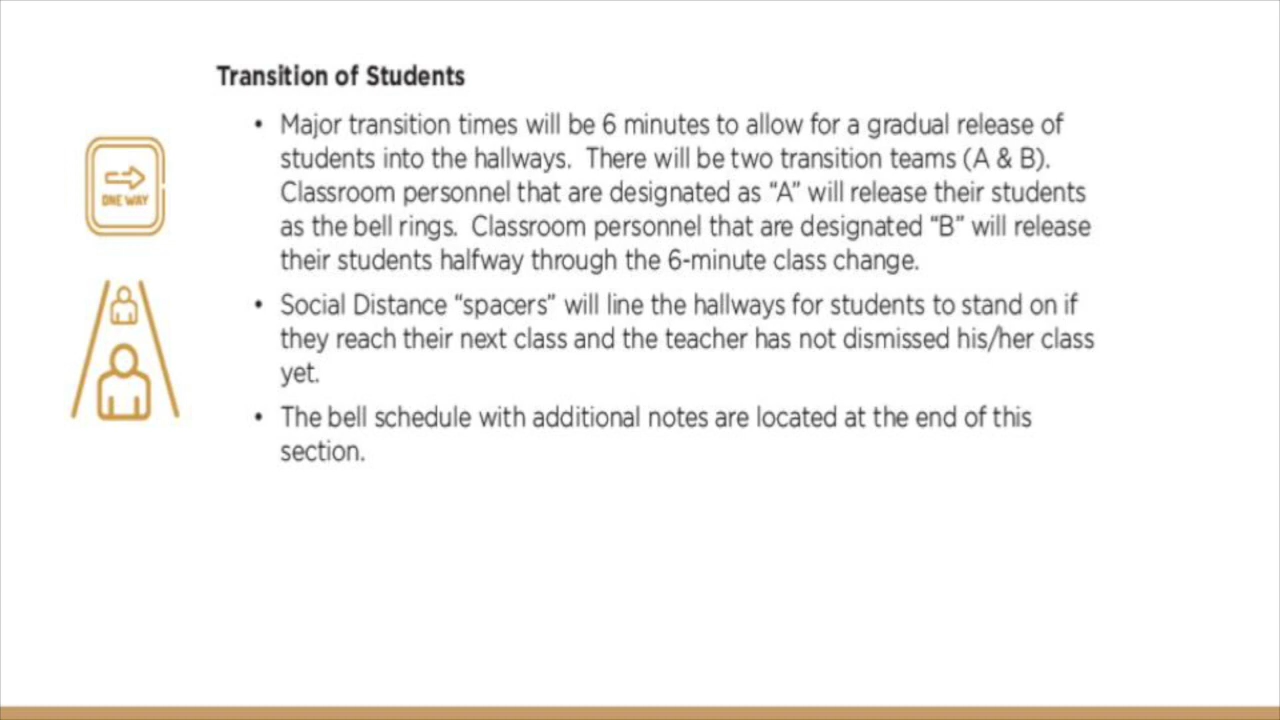 Transition of Students
• Major transition times will be 6 minutes to allow for a gradual release of
students into the hallways.  There will be two transition teams (A & B).
Classroom personnel that are designated as “A” will release their students
as the bell rings.  Classroom personnel that are designated “B” will release
their students halfway through the 6-minute class change.
• Social Distance “spacers” will line the hallways for students to stand on if
they reach their next class and the teacher has not dismissed his/her class
yet.
• The bell schedule with additional notes are located at the end of this
section.
ONE WAY